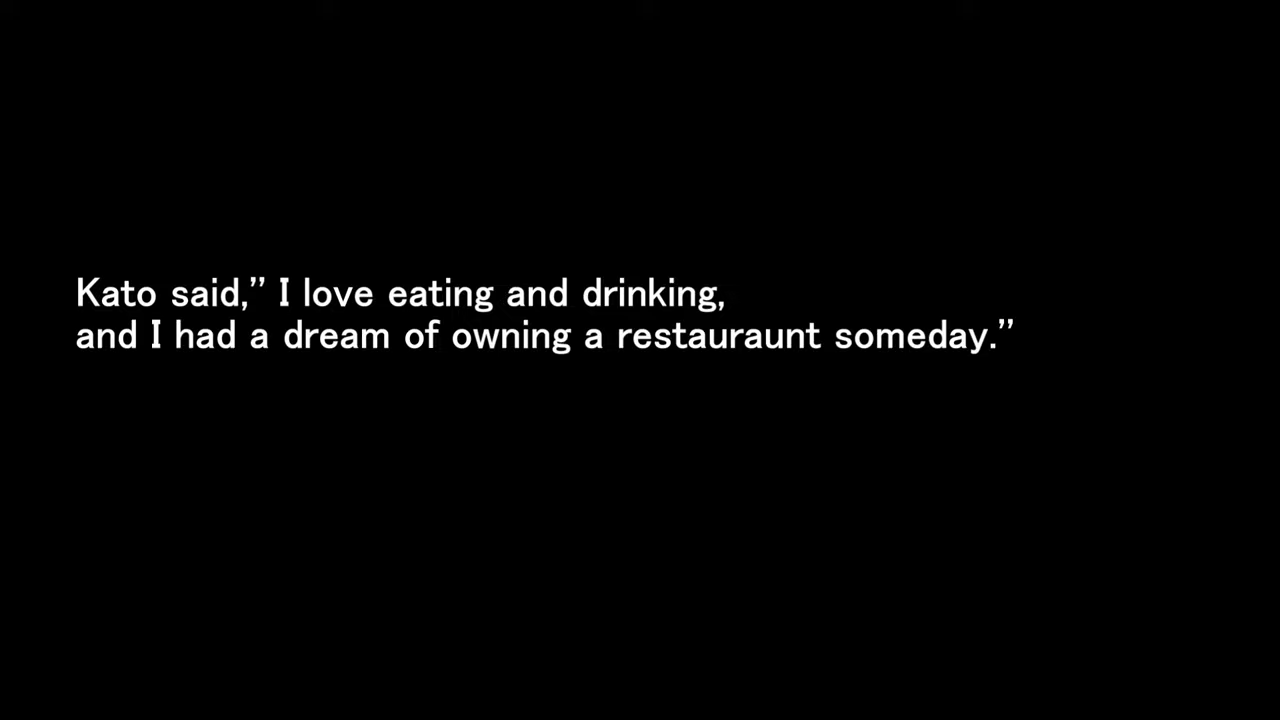 Kato said,” I love eating and drinking,
and I had a dream of owning a restauraunt someday.”